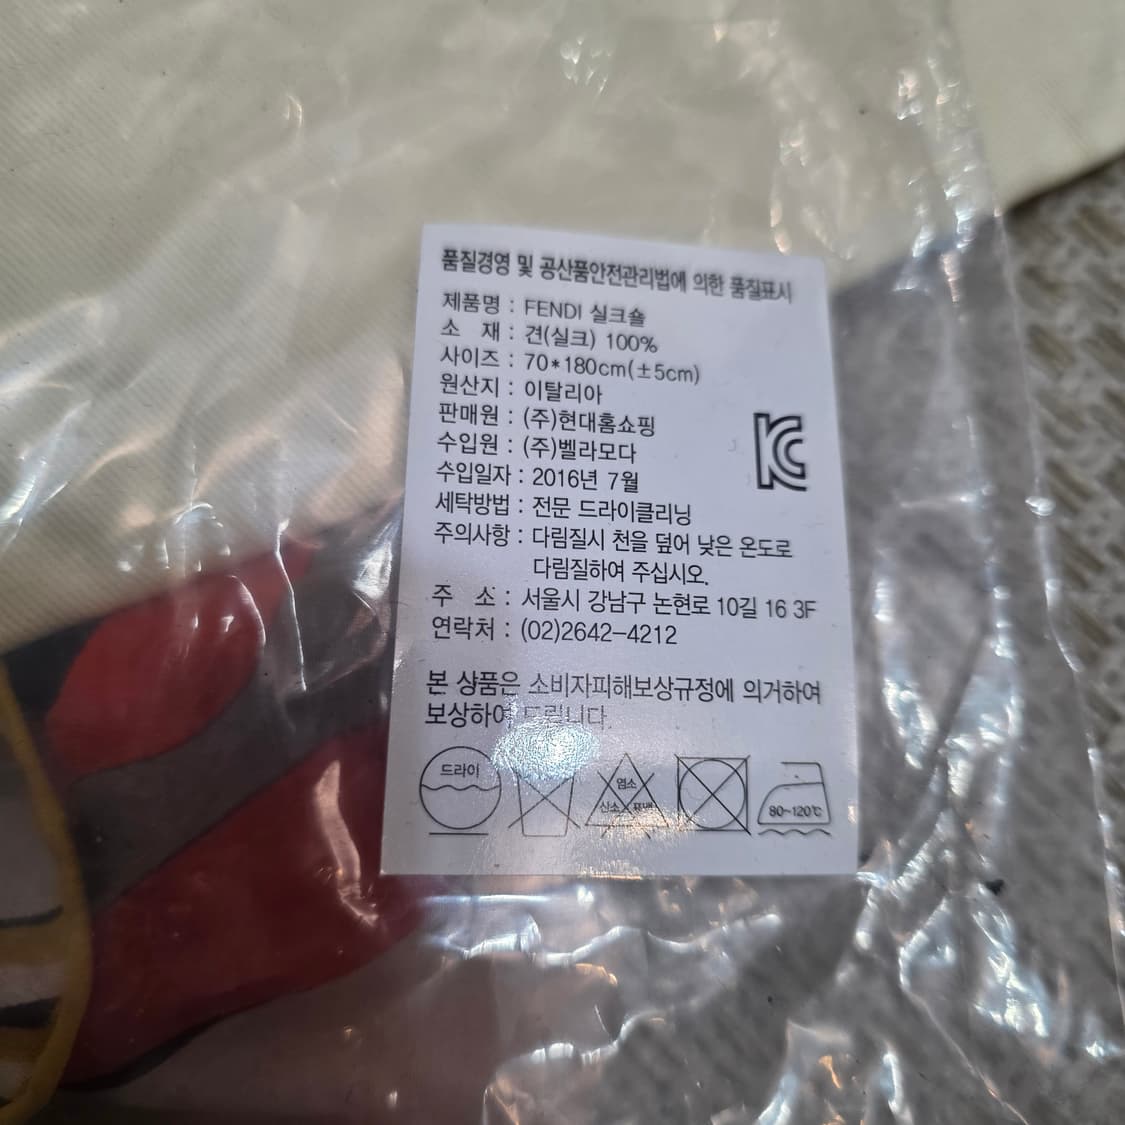 품질경영 및 공산품안전관리법에 의한 품질표시
제품명 : FENDI 실크숄
소 재 : 견(실크) 100%
사이즈 : 70*180cm(±5cm)
원산지 : 이탈리아
판매원 : (주)현대홈쇼핑
수입원 : (주)벨라모다
수입일자 : 2016년 7월
세탁방법 : 전문 드라이클리닝
주의사항 : 다림질시 천을 덮어 낮은 온도로
다림질하여 주십시오.
주 소 : 서울시 강남구 논현로 10길 16 3F
연락처 : (02)2642-4212
KC
본 상품은 소비자피해보상규정에 의거하여
보상하여 드립니다.
드라이
염소
산소 표백
80~120℃